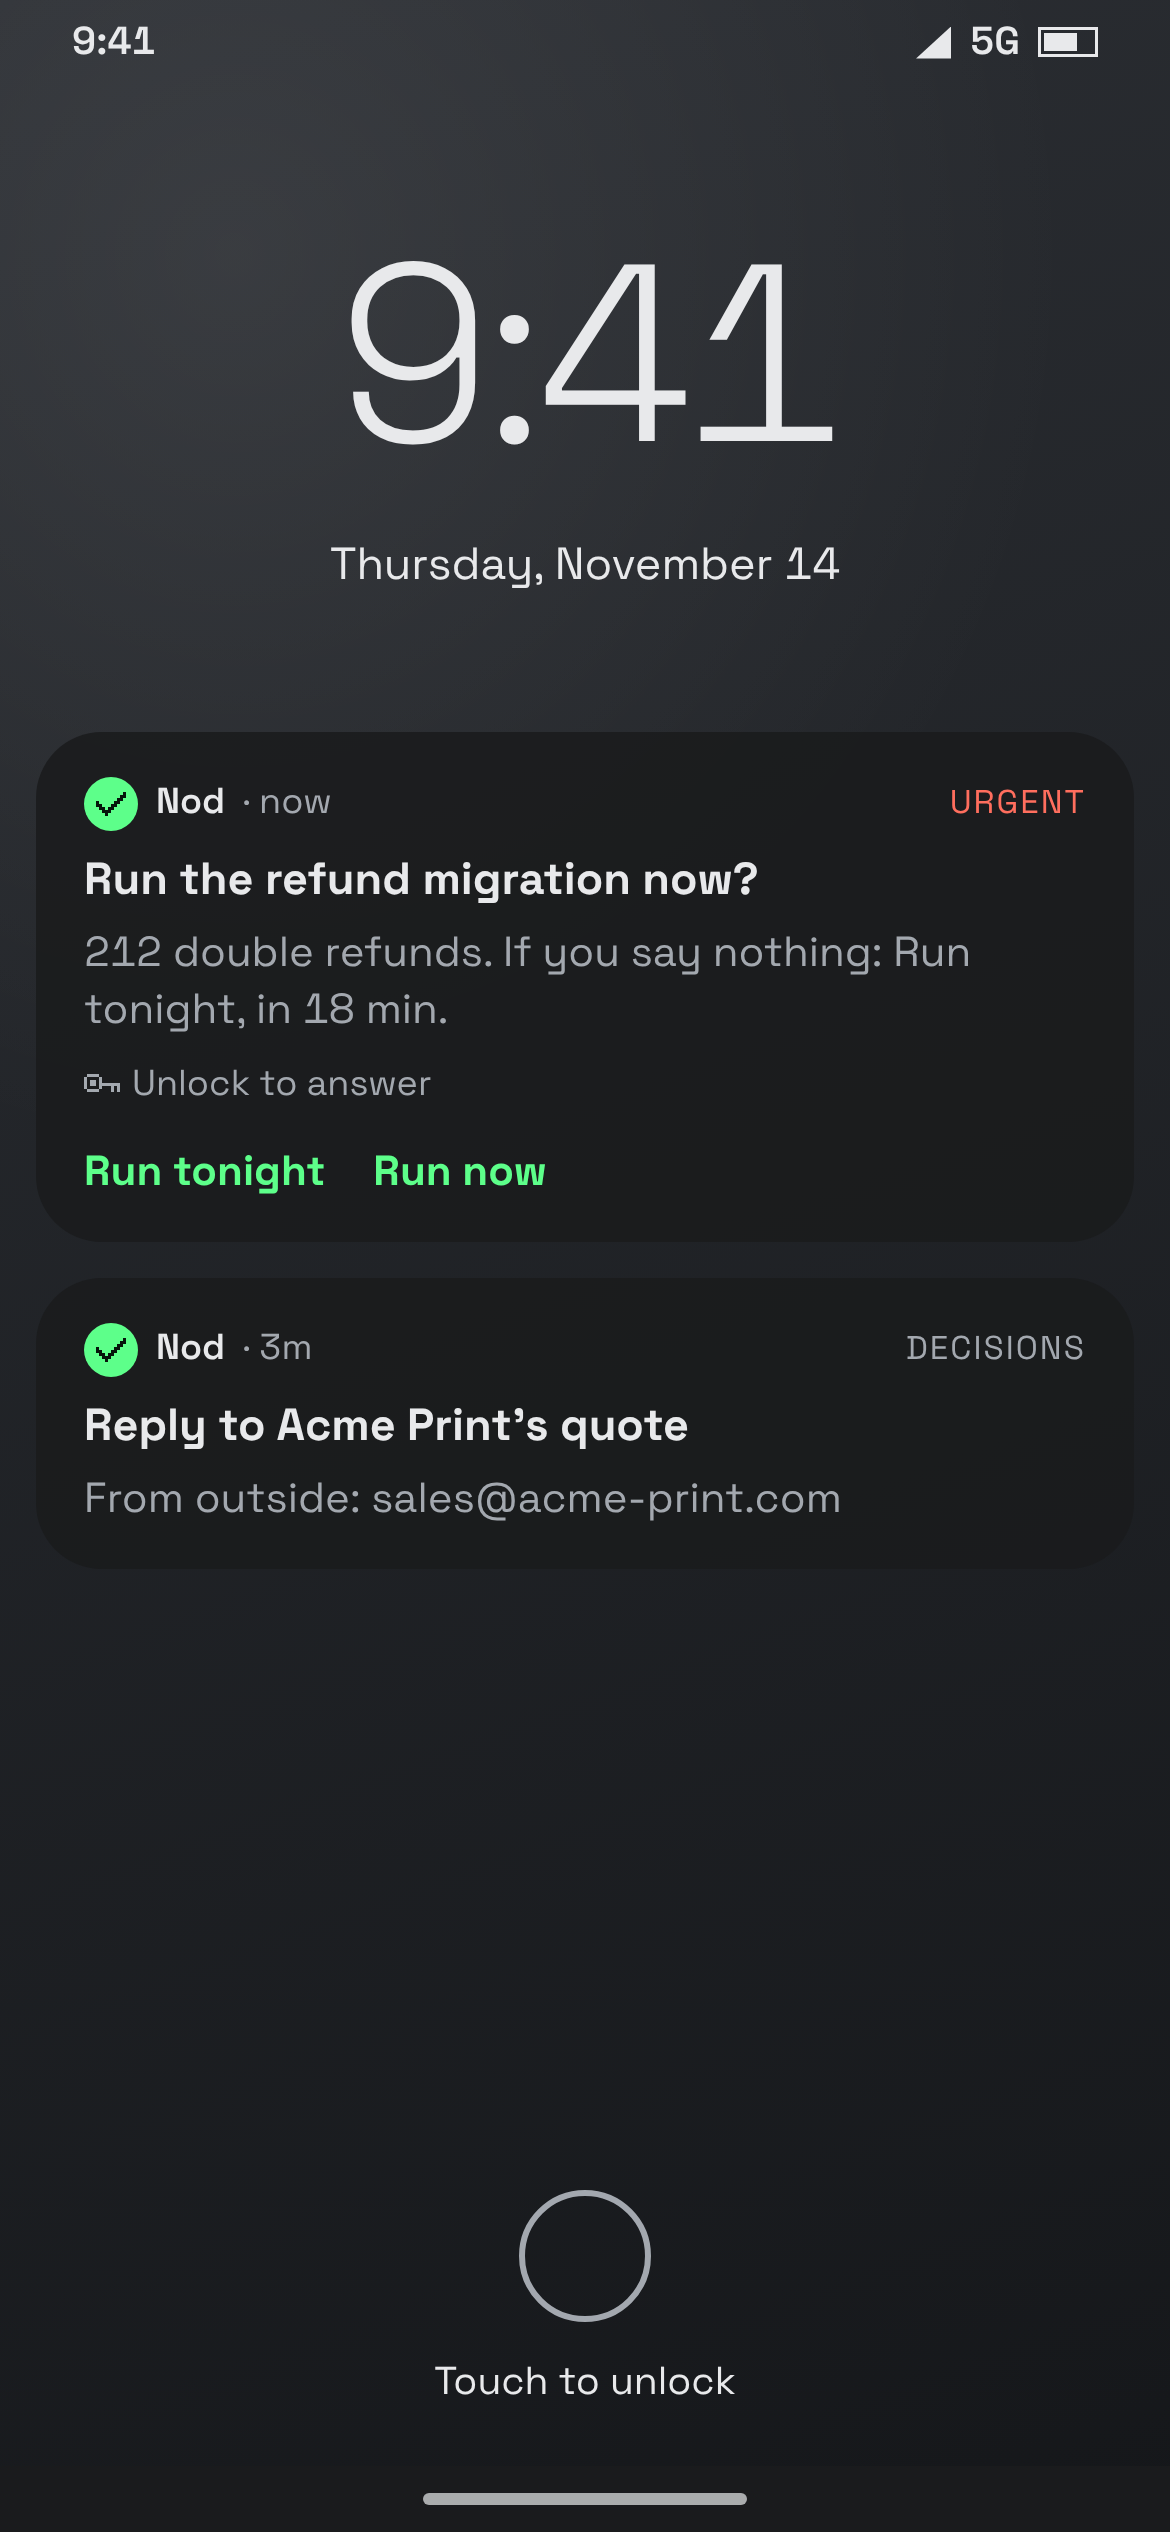 9:41
5G
9:41
Thursday, November 14
Nod · now
URGENT
Run the refund migration now?
212 double refunds. If you say nothing: Run
tonight, in 18 min.
Unlock to answer
Run tonight Run now
Nod · 3m
DECISIONS
Reply to Acme Print’s quote
From outside: sales@acme-print.com
Touch to unlock